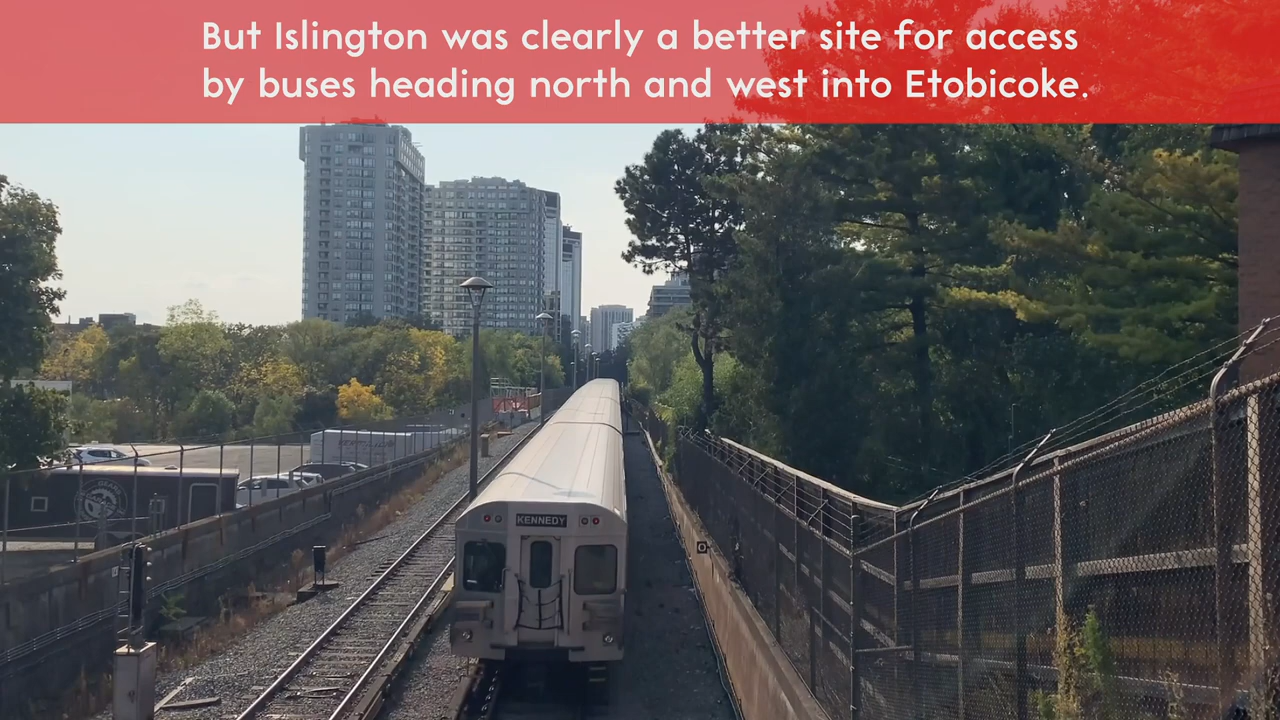 But Islington was clearly a better site for access
by buses heading north and west into Etobicoke.
KENNEDY